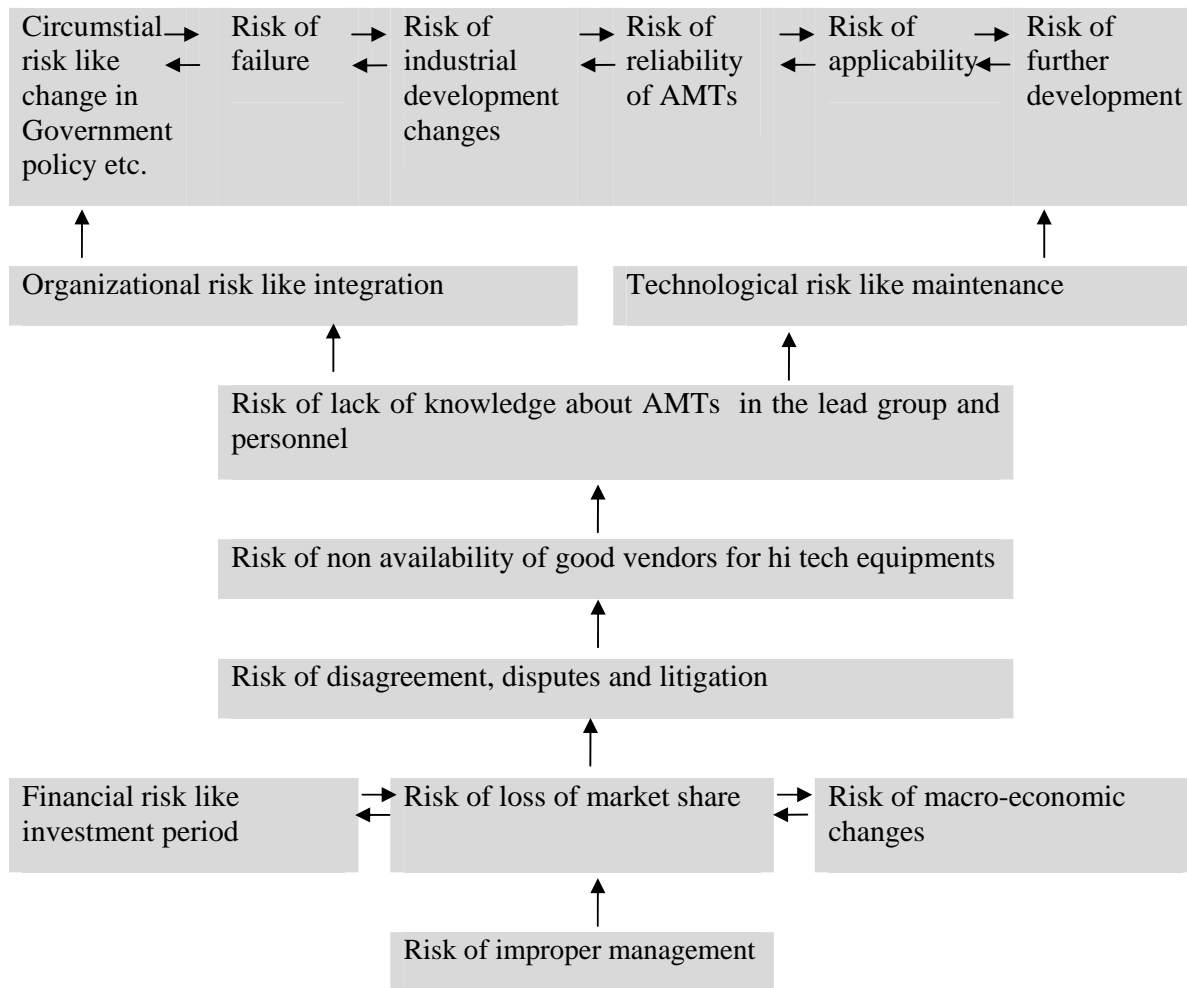 Circumstial
risk like
change in
Government
policy etc.
Risk of
failure
Risk of
industrial
development
changes
Risk of
reliability
of AMTs
Risk of
applicability
Risk of
further
development
Organizational risk like integration
Technological risk like maintenance
Risk of lack of knowledge about AMTs in the lead group and
personnel
Risk of non availability of good vendors for hi tech equipments
Risk of disagreement, disputes and litigation
Financial risk like
investment period
Risk of loss of market share
Risk of macro-economic
changes
Risk of improper management